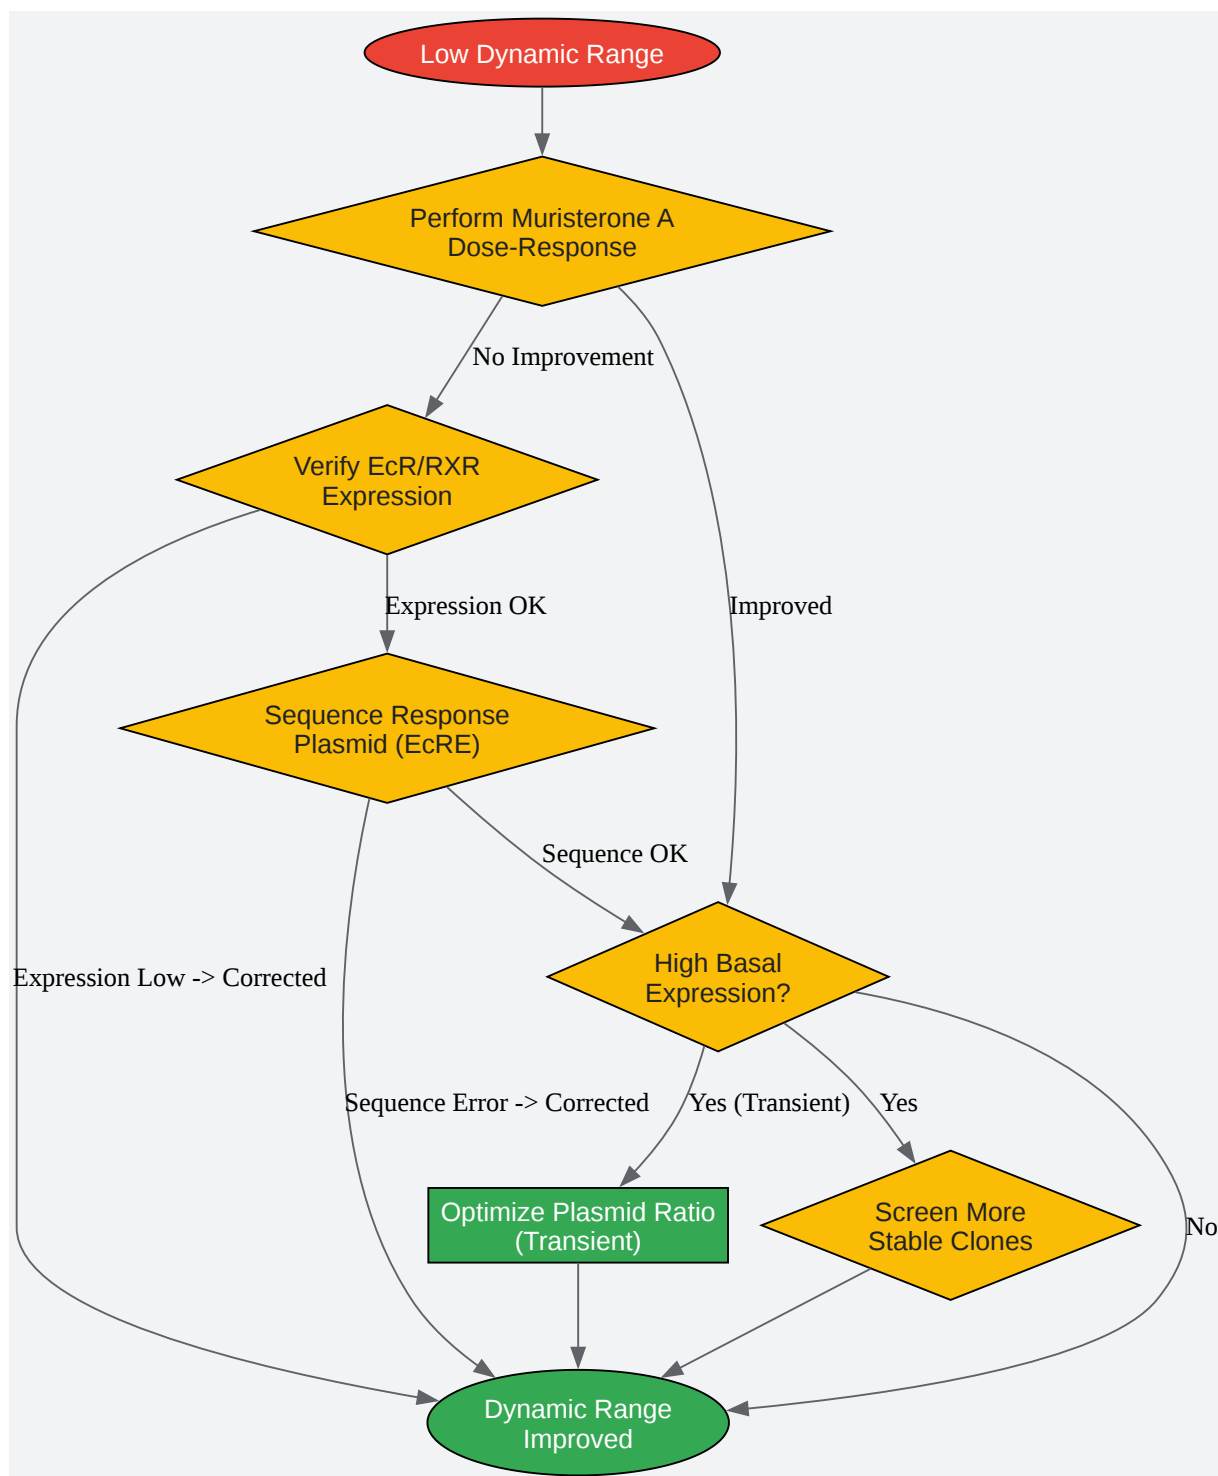 Low Dynamic Range
Perform Muristerone A
Dose-Response
No Improvement
Verify EcR/RXR
Expression
Expression OK
Improved
Sequence Response
Plasmid (EcRE)
Sequence OK
High Basal
Expression?
Expression Low -> Corrected
Sequence Error -> Corrected
Yes (Transient)
Yes
Optimize Plasmid Ratio
(Transient)
Screen More
Stable Clones
No
Dynamic Range
Improved